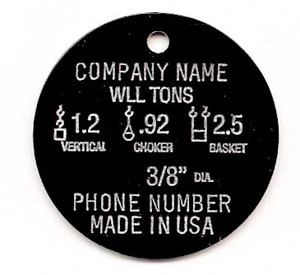 COMPANY NAME
WLL TONS
1.2 .92 2.5
VERTICAL CHOKER BASKET
3/8" DIA.
PHONE NUMBER
MADE IN USA